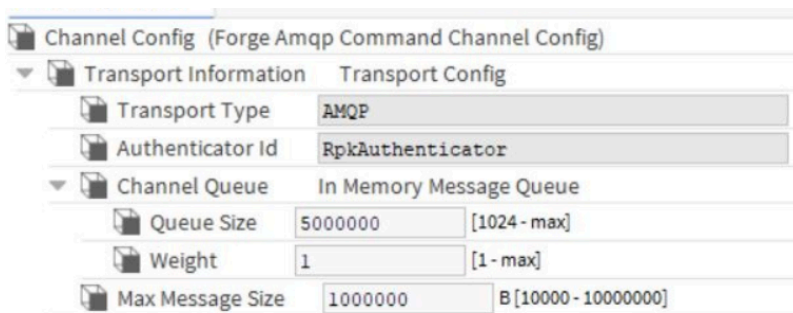 Channel Config (Forge Amqp Command Channel Config)
Transport Information Transport Config
Transport Type AMQP
Authenticator Id RpkAuthenticator
Channel Queue In Memory Message Queue
Queue Size 5000000 [1024 - max]
Weight 1 [1 - max]
Max Message Size 1000000 B [10000 - 10000000]